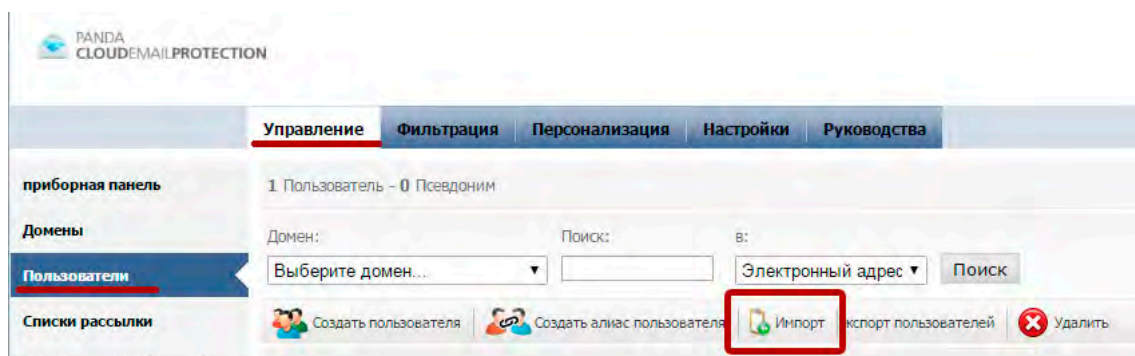 PANDA
CLOUDEMAILPROTECTION
Управление Фильтрация Персонализация Настройки Руководства
приборная панель
1 Пользователь - 0 Псевдоним
Домены
Домен: Поиск: в:
Пользователи
Выберите домен... Электронный адрес Поиск
Списки рассылки
Создать пользователя Создать алиас пользователя Импорт кспорт пользователей Удалить